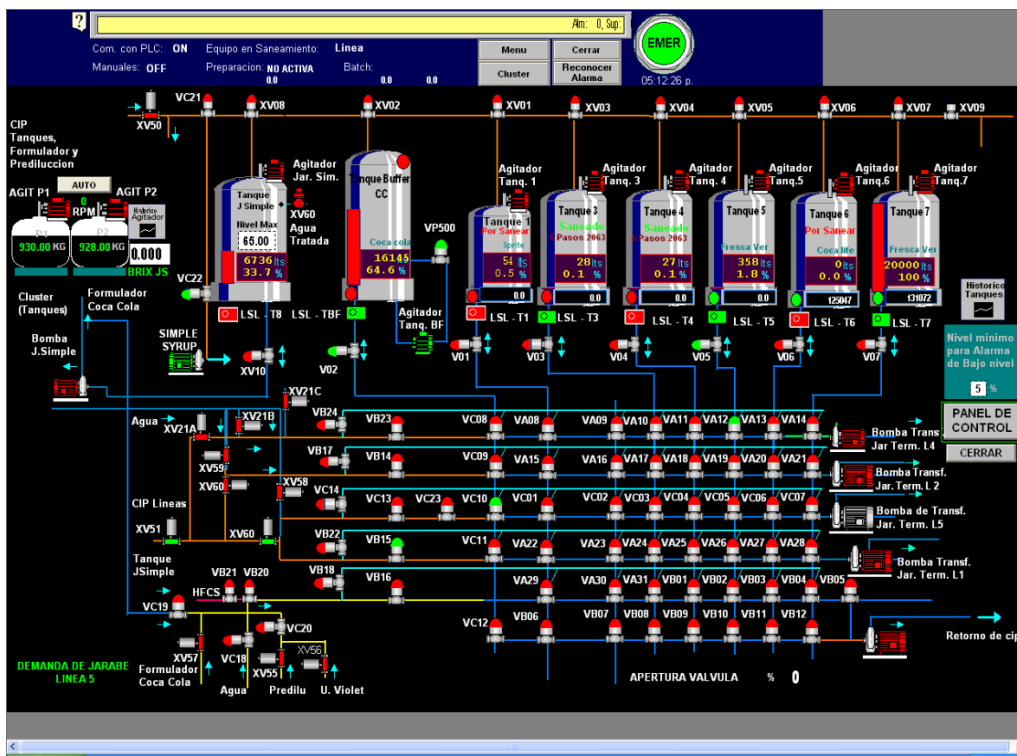 ?
Alm: 0, Sup:
Com. con PLC: ON Equipo en Saneamiento: Linea
Manuales: OFF Preparacion: NO ACTIVA Batch:
0.0 0.0 0.0
Menu Cerrar
Cluster Reconocer Alarma
EMER
05:12:26 p.
VC21 XV08 XV02 XV01 XV03 XV04 XV05 XV06 XV07 XV09
XV50
CIP
Tanques,
Formulador y
Prediluccion
AUTO
AGIT P1 0 RPM AGIT P2
Historico
Agitador
P1 P2
930.00 KG 928.00 KG 0.000
BRIX JS
Agitador
Jar. Sim.
XV60
Agua
Tratada
Tanque
J Simple
Nivel Max
65.00
6736 lts
33.7 %
Tanque Buffer
CC
Coca cola
16145
64.6 %
VP500
Agitador
Tanq. BF
Agitador
Tanq. 1
Tanque 1
Por Sanear
Sprite
54 lts
0.5 %
0.0
Agitador
Tanq. 3
Tanque 3
Saneado
Pasos 2063
28 lts
0.1 %
0.0
Agitador
Tanq. 4
Tanque 4
Saneado
Pasos 2063
27 lts
0.1 %
0.0
Agitador
Tanq.5
Tanque 5
Fresca Ver
358 lts
1.8 %
0.0
Agitador
Tanq.6
Tanque 6
Por Sanear
Coca life
0 lts
0.0 %
125047
Agitador
Tanq.7
Tanque 7
Fresca Ver
20000 lts
100 %
131072
Historico
Tanques
LSL - T8 LSL - TBF LSL - T1 LSL - T3 LSL - T4 LSL - T5 LSL - T6 LSL - T7
Nivel minimo
para Alarma
de Bajo nivel
5 %
PANEL DE
CONTROL
CERRAR
VC22
Cluster
(Tanques)
Formulador
Coca Cola
Bomba
J.Simple
SIMPLE
SYRUP
XV10 V02 V01 V03 V04 V05 V06 V07
XV21C
Agua XV21A XV21B VB24 VB23 VC08 VA08 VA09 VA10 VA11 VA12 VA13 VA14
Bomba Trans
Jar Term. L4
XV59 VB17 VB14 VC09 VA15 VA16 VA17 VA18 VA19 VA20 VA21
Bomba Transf.
Jar. Term. L 2
XV60 XV58 VC14 VC13 VC23 VC10 VC01 VC02 VC03 VC04 VC05 VC06 VC07
Bomba de Transf.
Jar Term. L5
CIP Lineas
XV51 XV60 VB22 VB15 VC11 VA22 VA23 VA24 VA25 VA26 VA27 VA28
Bomba Transf
Jar. Term. L1
Tanque
JSimple
VB21 VB20 VB18 VB16 VA29 VA30 VA31 VB01 VB02 VB03 VB04 VB05
HFCS
VC19 VC20 VC12 VB06 VB07 VB08 VB09 VB10 VB11 VB12
Retorno de cip
XV57 VC18 XV55 XV56
DEMANDA DE JARABE
LINEA 5
Formulador
Coca Cola
Agua Predilu U. Violet
APERTURA VALVULA % 0